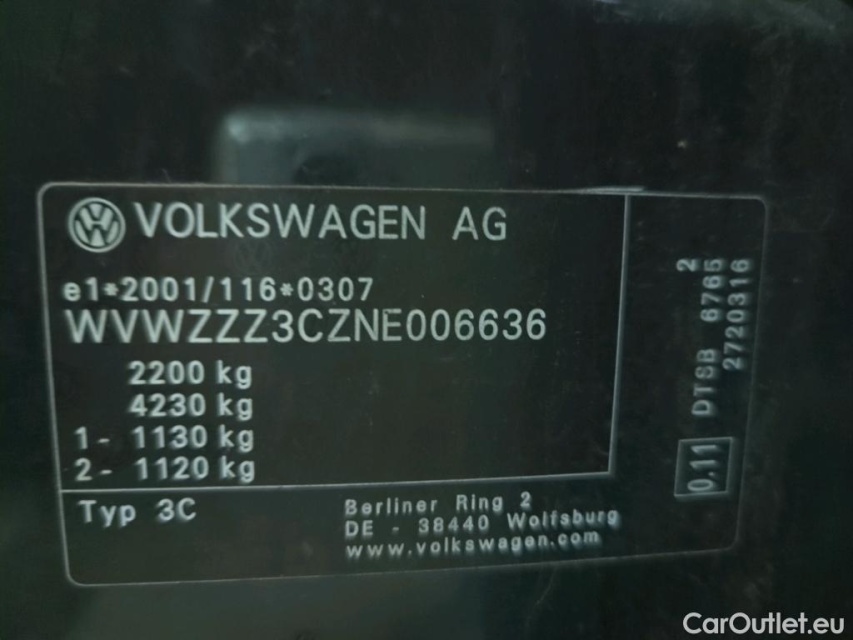 VOLKSWAGEN AG
e1*2001/116*0307
WVWZZZ3CZNE006636
2200 kg
4230 kg
1- 1130 kg
2- 1120 kg
Typ 3C
Berliner Ring 2
DE - 38440 Wolfsburg
www.volkswagen.com
2
DTSB 6765
2720316
0.11
CarOutlet.eu